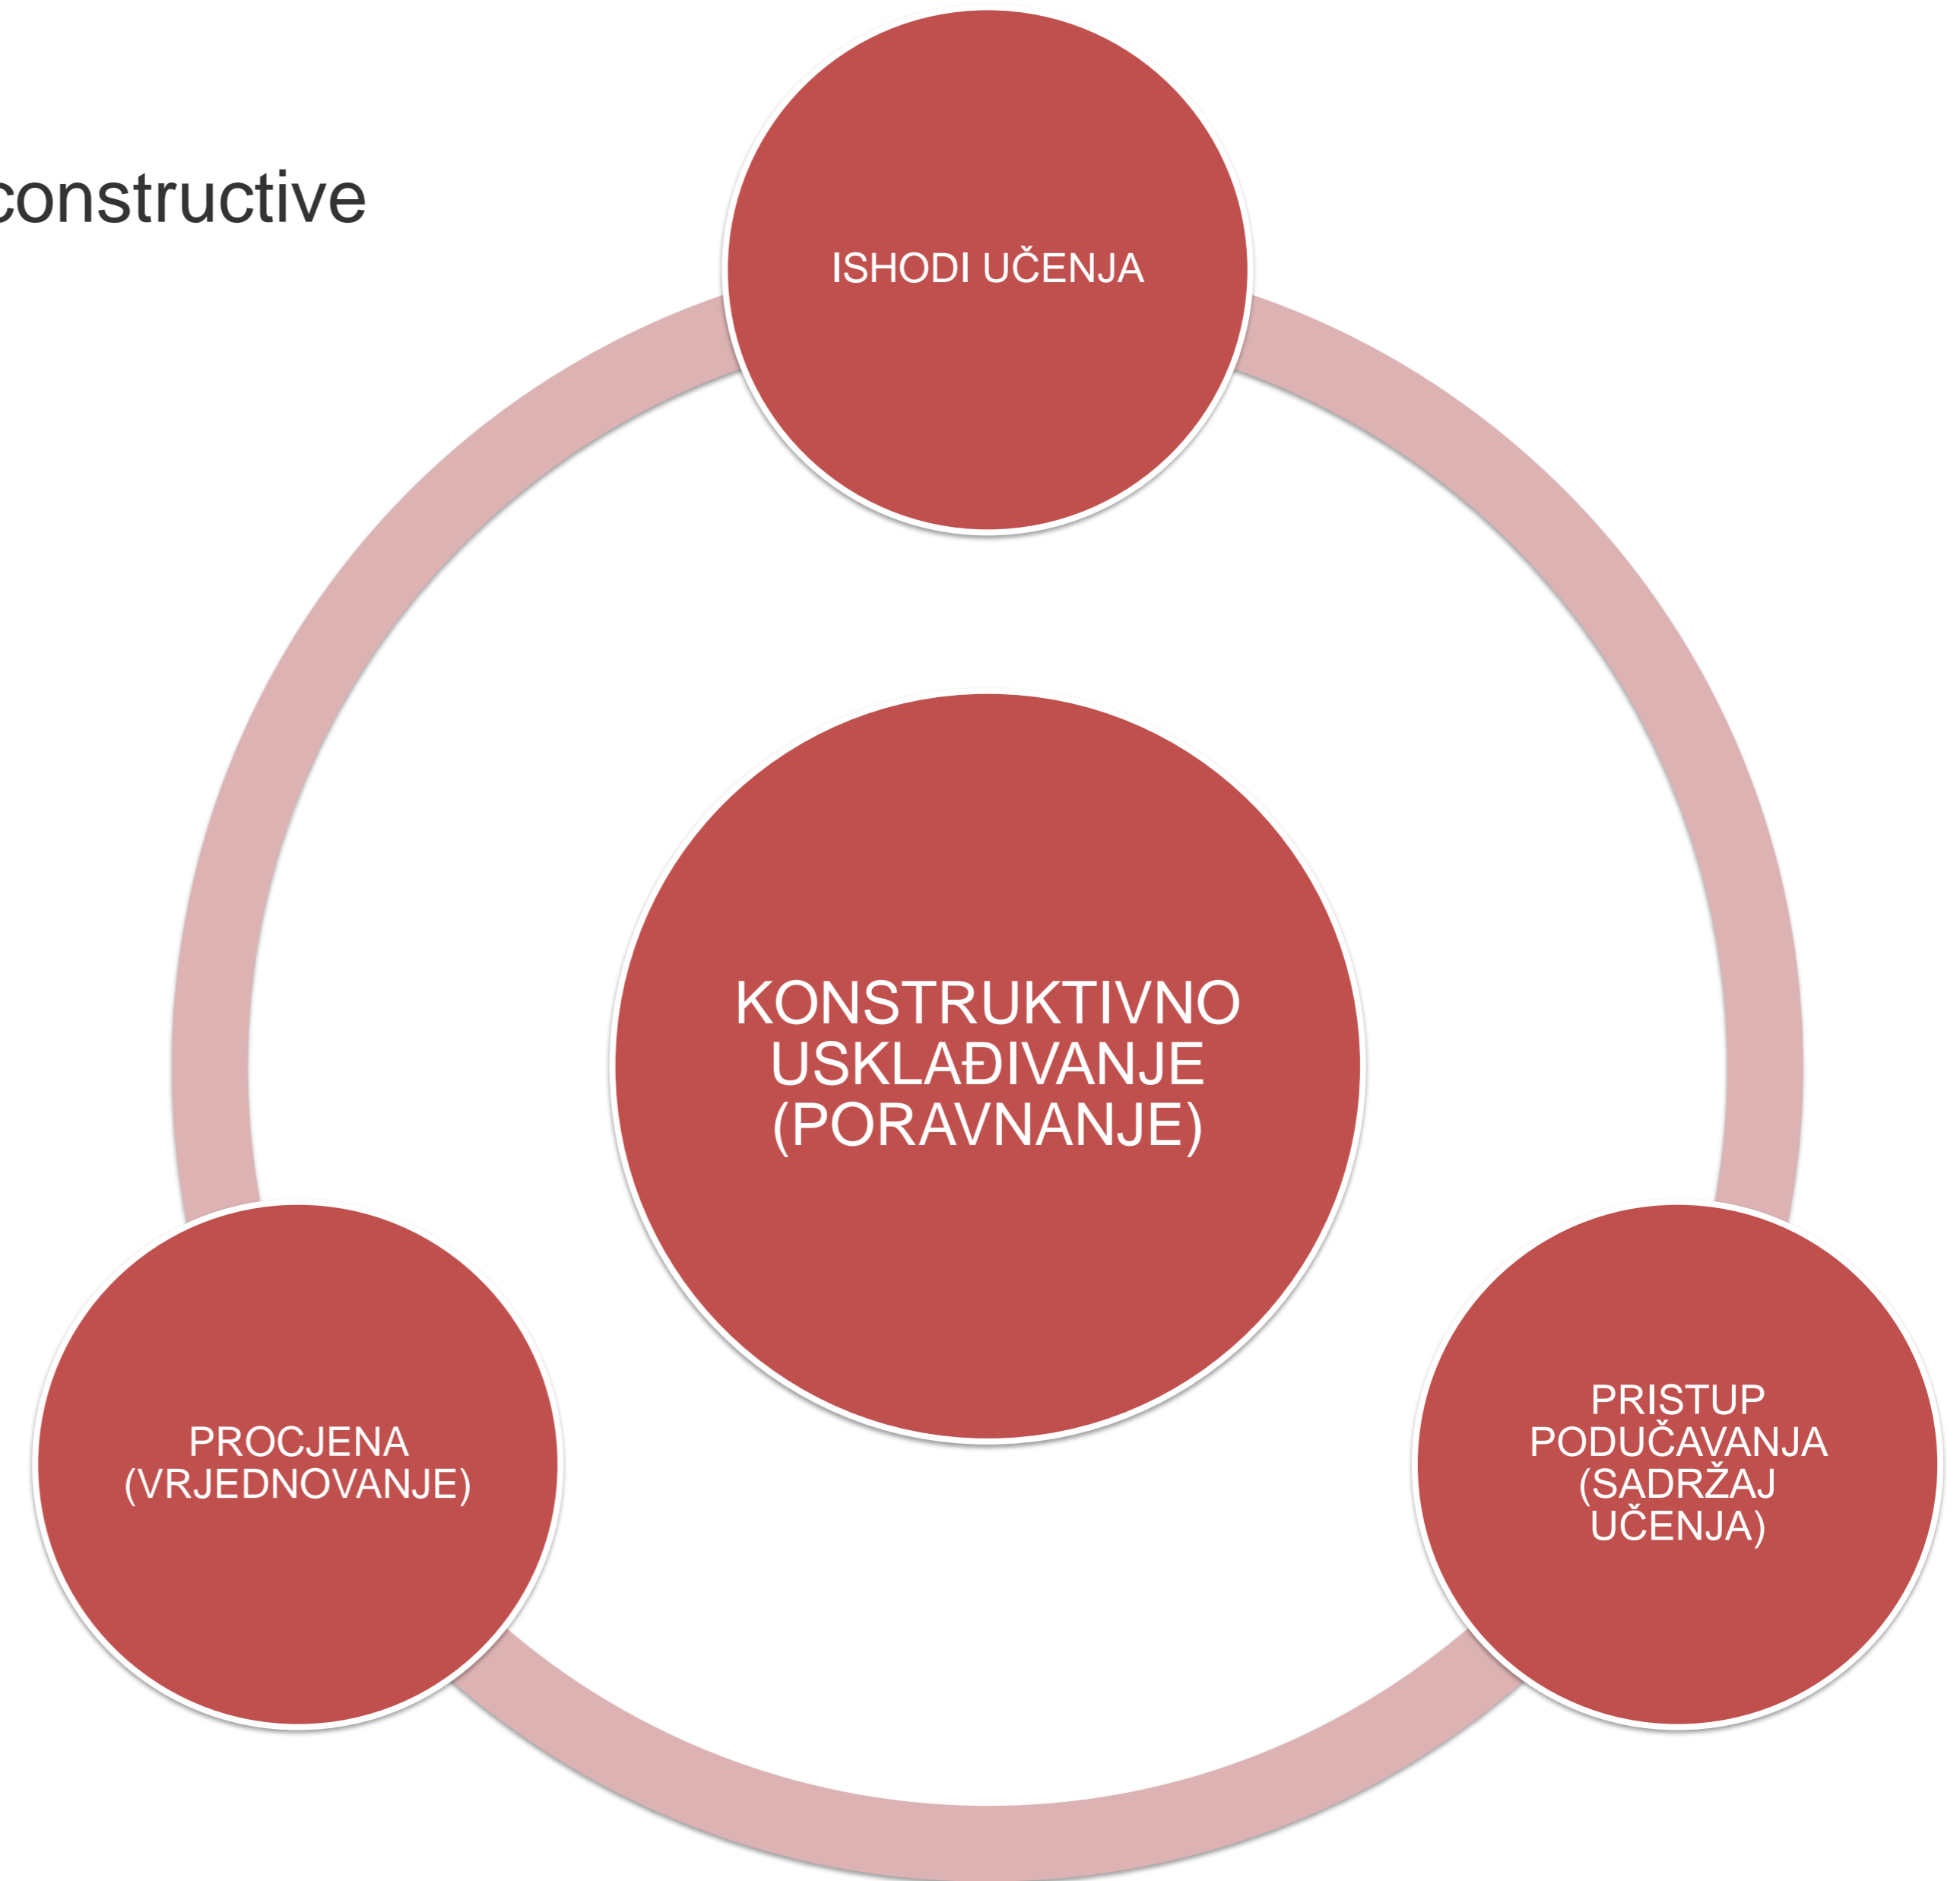 constructive
ISHODI UČENJA
KONSTRUKTIVNO
USKLAĐIVANJE
(PORAVNANJE)
PROCJENA
(VRJEDNOVANJE)
PRISTUP
PODUČAVANJA
(SADRŽAJ
UČENJA)